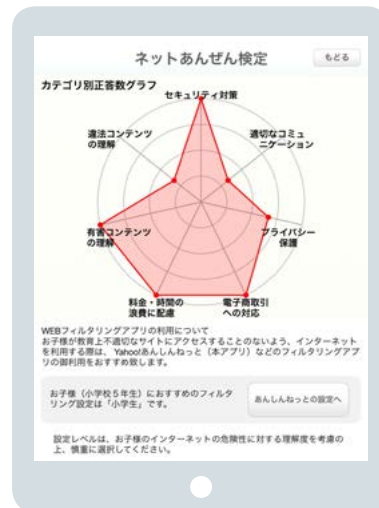 ネットあんぜん検定
もどる
カテゴリ別正答数グラフ
セキュリティ対策
違法コンテンツ
の理解
適切なコミュ
ニケーション
有害コンテンツ
の理解
プライバシー
保護
料金・時間の
浪費に配慮
電子商取引
への対応
WEBフィルタリングアプリの利用について
お子様が教育上不適切なサイトにアクセスすることのないよう、インターネット
を利用する際は、Yahoo!あんしんねっと（本アプリ）などのフィルタリングアプ
リの御利用をおすすめ致します。
お子様（小学校５年生）におすすめのフィルタ
リング設定は「小学生」です。
あんしんねっとの設定へ
設定レベルは、お子様のインターネットの危険性に対する理解度を考慮の
上、慎重に選択してください。